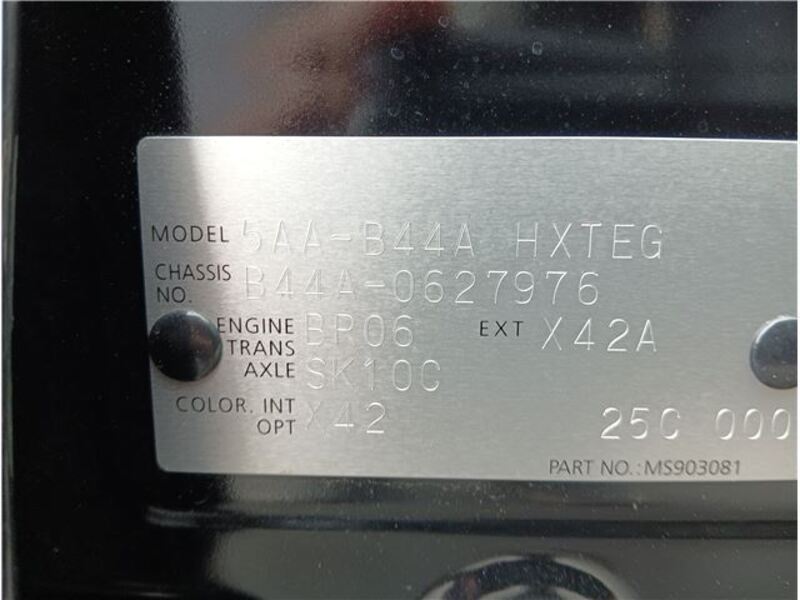 MODEL 5AA-B44A HXTEG
CHASSIS NO. B44A-0627976
ENGINE BP06 EXT X42A
TRANS AXLE SK10C
COLOR. INT X42
OPT 25C 000
PART NO.: MS903081